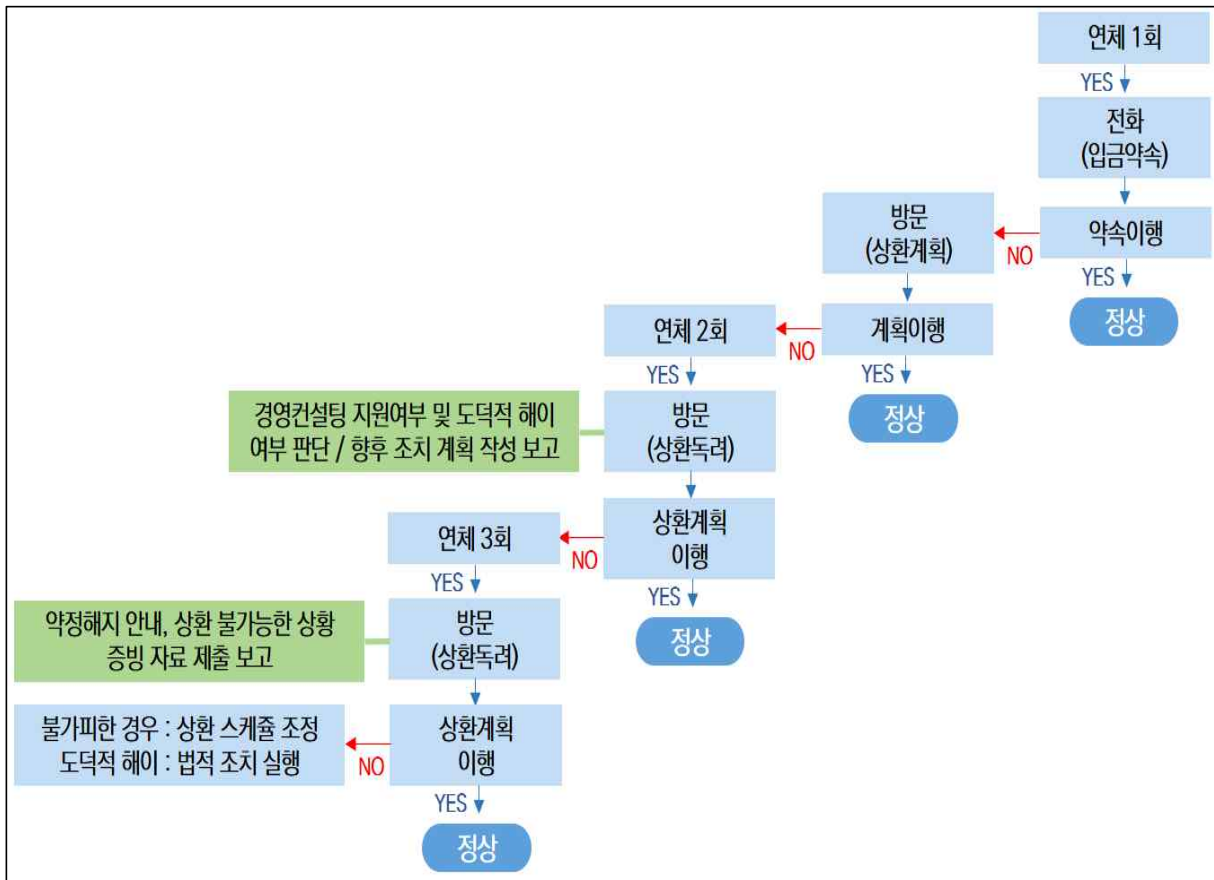 연체 1회
YES
전화
(입금약속)
약속이행
NO
YES
정상
방문
(상환계획)
계획이행
NO
YES
정상
연체 2회
YES
방문
(상환독려)
경영컨설팅 지원여부 및 도덕적 해이
여부 판단 / 향후 조치 계획 작성 보고
상환계획
이행
NO
YES
정상
연체 3회
YES
방문
(상환독려)
약정해지 안내, 상환 불가능한 상황
증빙 자료 제출 보고
상환계획
이행
NO
불가피한 경우 : 상환 스케쥴 조정
도덕적 해이 : 법적 조치 실행
YES
정상